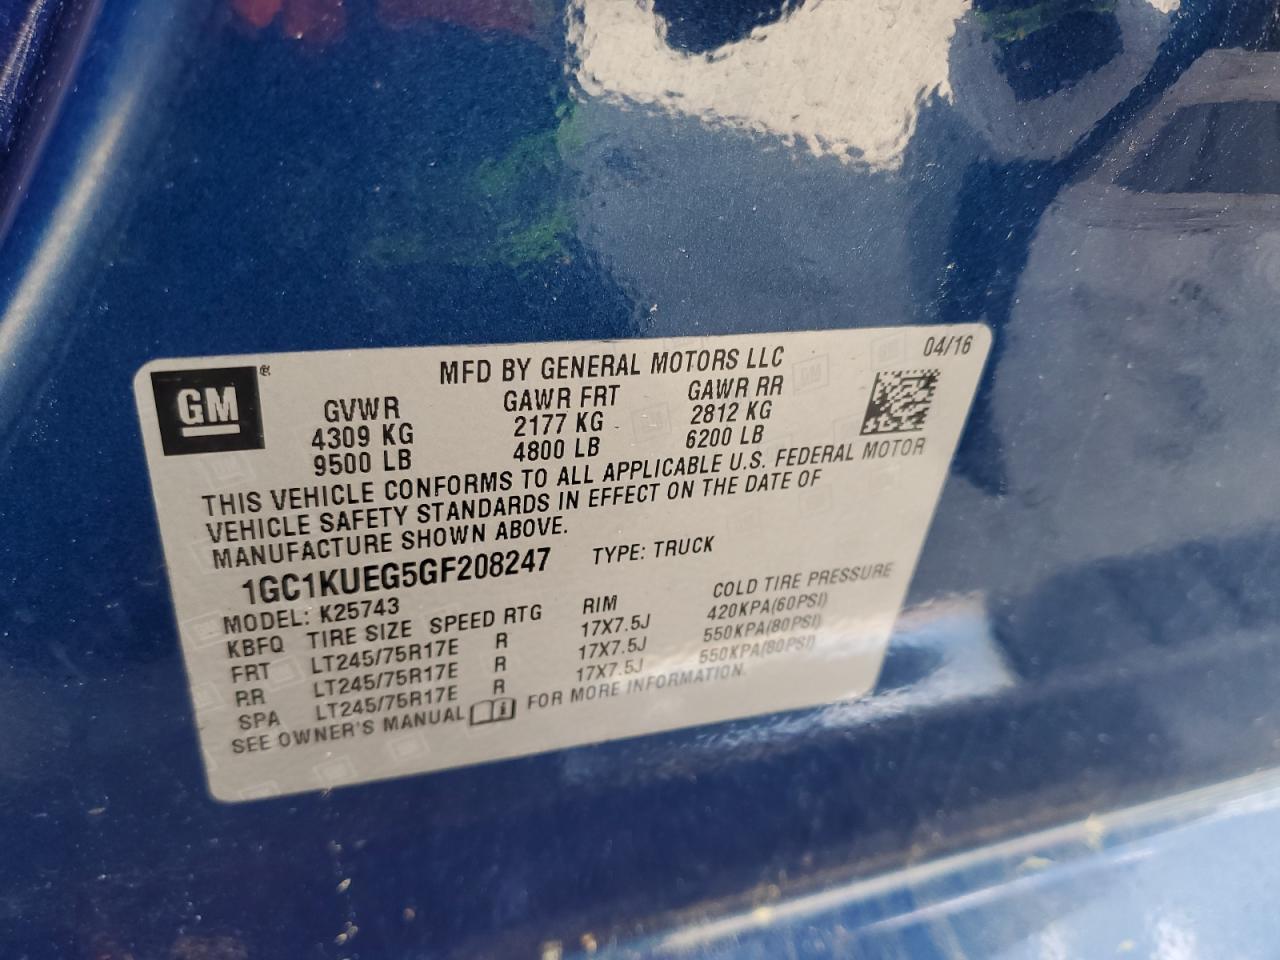 GM ®
MFD BY GENERAL MOTORS LLC
04/16
GVWR GAWR FRT GAWR RR
4309 KG 2177 KG 2812 KG
9500 LB 4800 LB 6200 LB
THIS VEHICLE CONFORMS TO ALL APPLICABLE U.S. FEDERAL MOTOR
VEHICLE SAFETY STANDARDS IN EFFECT ON THE DATE OF
MANUFACTURE SHOWN ABOVE.
1GC1KUEG5GF208247 TYPE: TRUCK
MODEL: K25743
KBFQ TIRE SIZE SPEED RTG RIM COLD TIRE PRESSURE
FRT LT245/75R17E R 17X7.5J 420KPA(60PSI)
RR LT245/75R17E R 17X7.5J 550KPA(80PSI)
SPA LT245/75R17E R 17X7.5J 550KPA(80PSI)
SEE OWNER'S MANUAL FOR MORE INFORMATION.